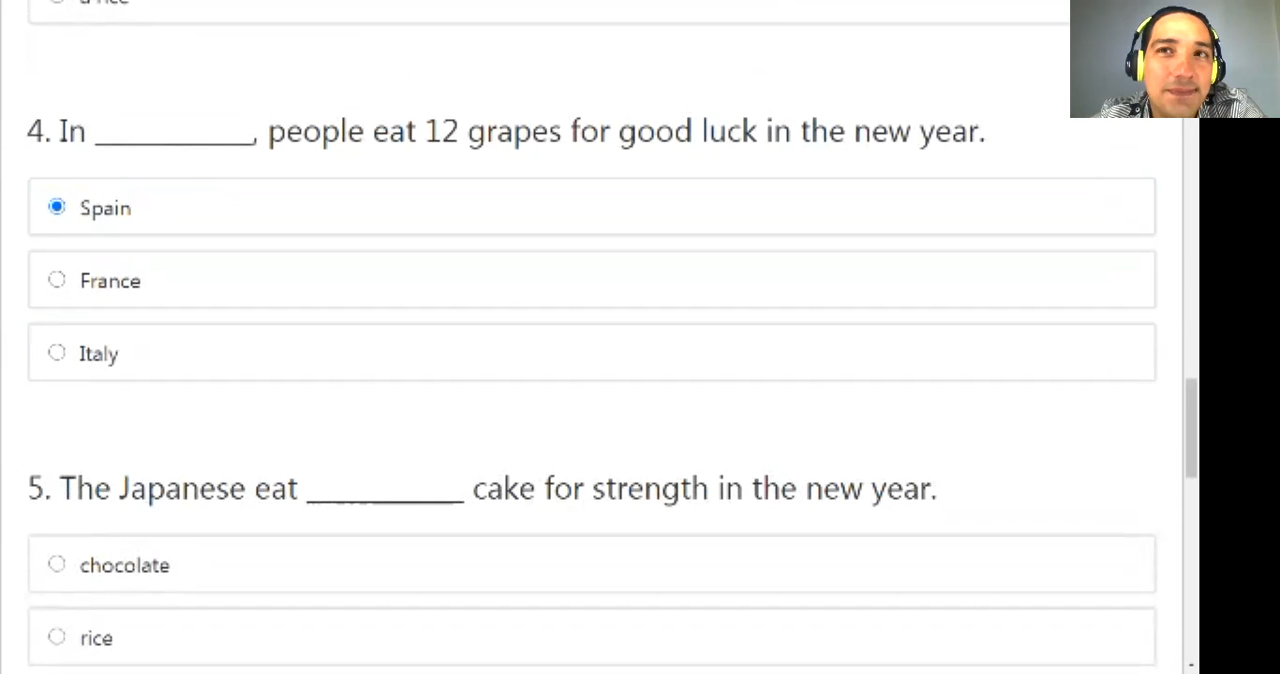 4. In __________, people eat 12 grapes for good luck in the new year.
Spain
France
Italy
5. The Japanese eat __________ cake for strength in the new year.
chocolate
rice